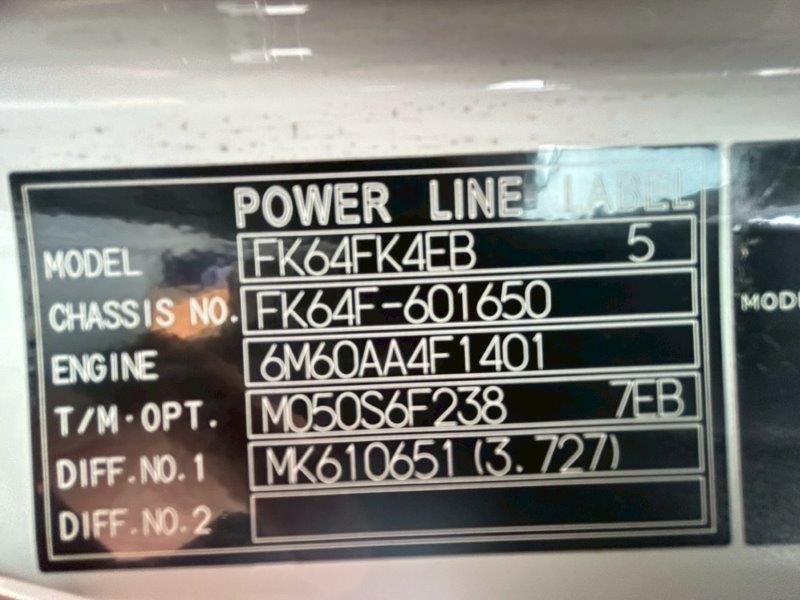 POWER LINE LABEL
MODEL FK64FK4EB 5
CHASSIS NO. FK64F-601650
ENGINE 6M60AA4F1401
T/M·OPT. M050S6F238 7EB
DIFF.NO.1 MK610651 (3.727)
DIFF.NO.2